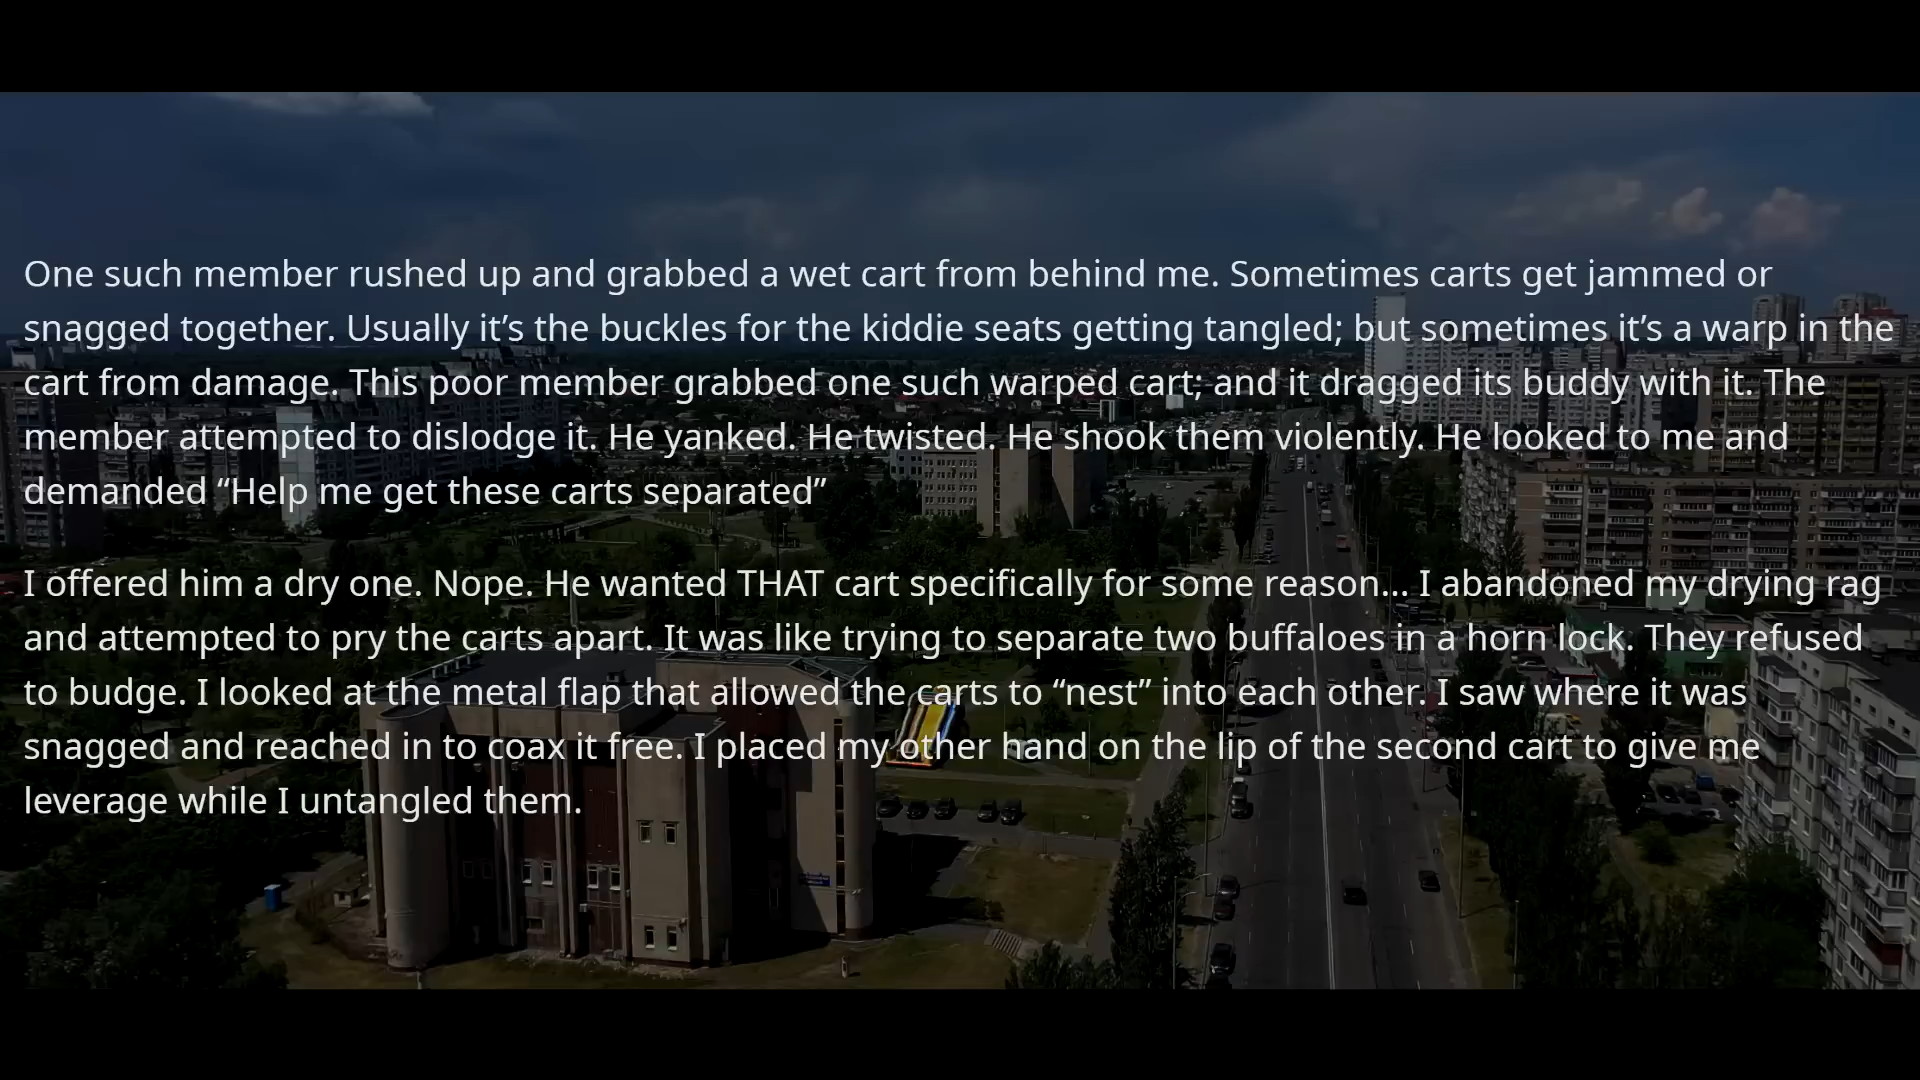 One such member rushed up and grabbed a wet cart from behind me. Sometimes carts get jammed or
snagged together. Usually it’s the buckles for the kiddie seats getting tangled; but sometimes it’s a warp in the
cart from damage. This poor member grabbed one such warped cart; and it dragged its buddy with it. The
member attempted to dislodge it. He yanked. He twisted. He shook them violently. He looked to me and
demanded “Help me get these carts separated”
I offered him a dry one. Nope. He wanted THAT cart specifically for some reason... I abandoned my drying rag
and attempted to pry the carts apart. It was like trying to separate two buffaloes in a horn lock. They refused
to budge. I looked at the metal flap that allowed the carts to “nest” into each other. I saw where it was
snagged and reached in to coax it free. I placed my other hand on the lip of the second cart to give me
leverage while I untangled them.